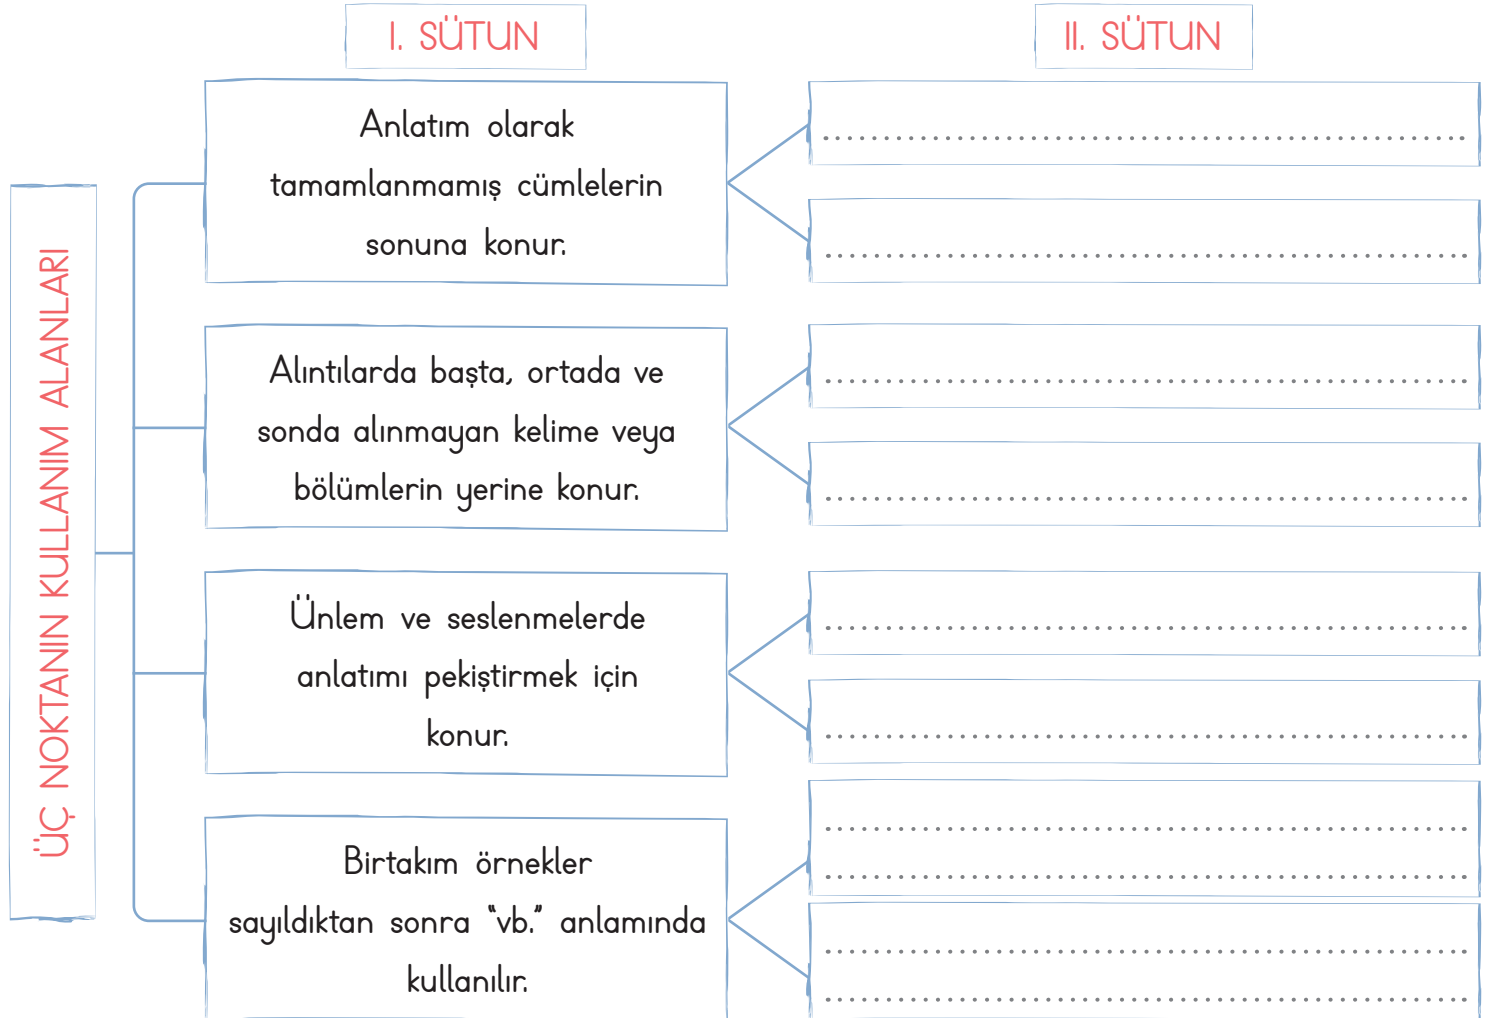 I. SÜTUN
II. SÜTUN
ÜÇ NOKTANIN KULLANIM ALANLARI
Anlatım olarak
tamamlanmamış cümlelerin
sonuna konur.
Alıntılarda başta, ortada ve
sonda alınmayan kelime veya
bölümlerin yerine konur.
Ünlem ve seslenmelerde
anlatımı pekiştirmek için
konur.
Birtakım örnekler
sayıldıktan sonra “vb.” anlamında
kullanılır.